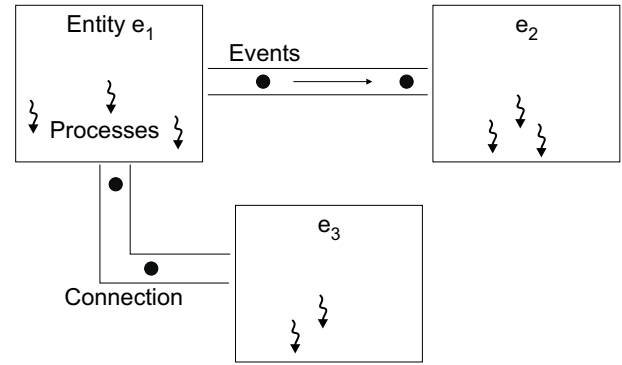 Entity e₁
Events
e₂
Processes
e₃
Connection